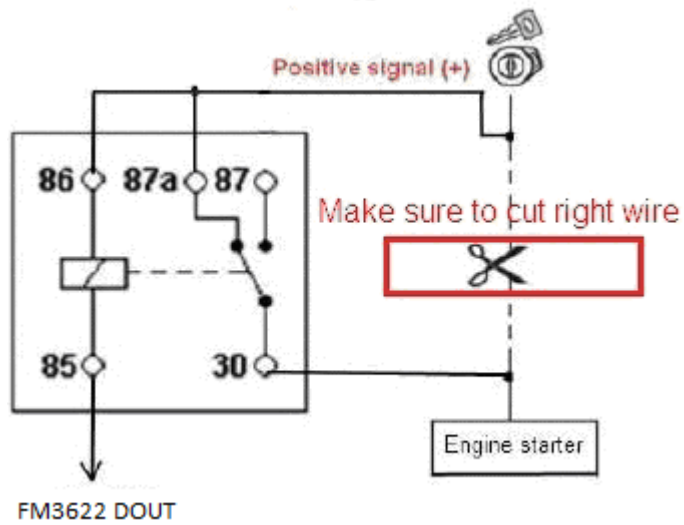 Positive signal (+)
86
87a
87
Make sure to cut right wire
85
30
Engine starter
FM3622 DOUT